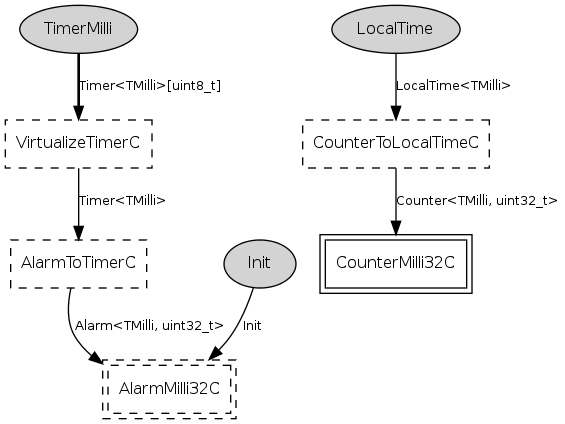 TimerMilli
LocalTime
Timer<TMilli>[uint8_t]
LocalTime<TMilli>
VirtualizeTimerC
CounterToLocalTimeC
Timer<TMilli>
Counter<TMilli, uint32_t>
AlarmToTimerC
Init
CounterMilli32C
Alarm<TMilli, uint32_t>
Init
AlarmMilli32C